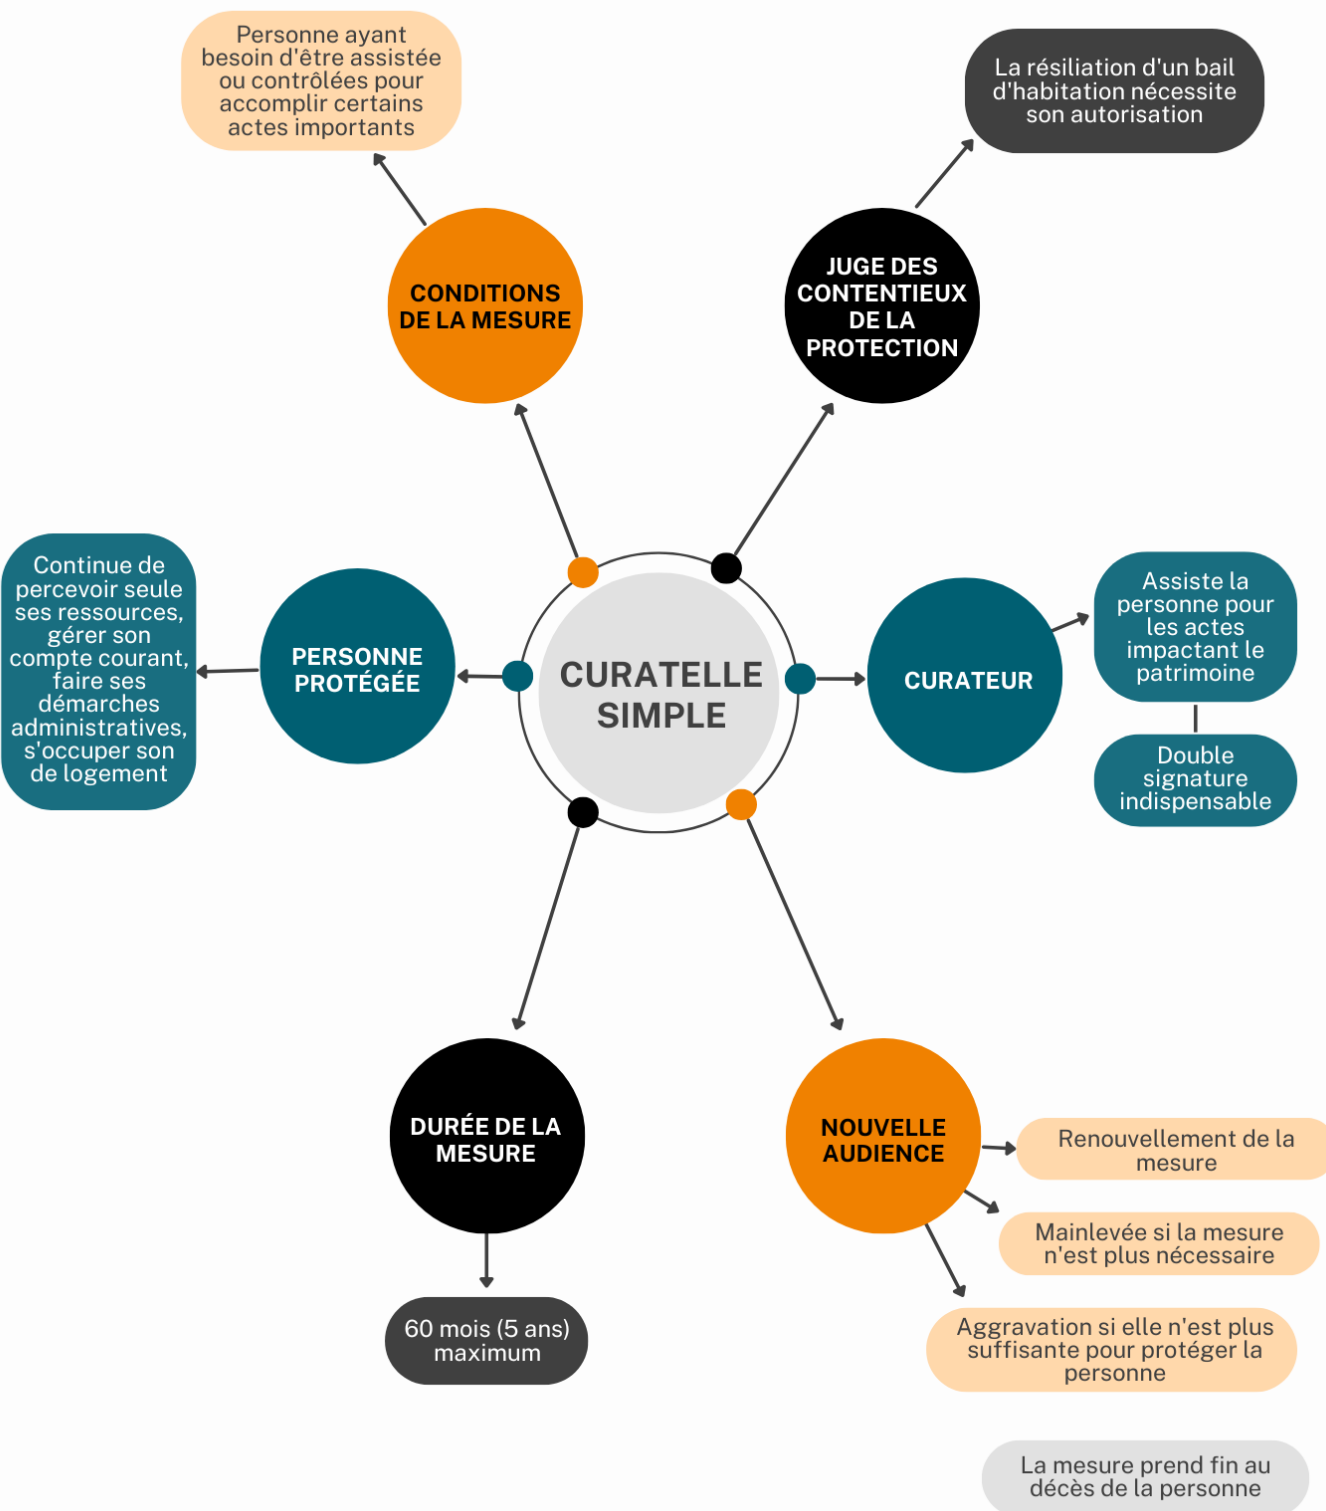 Personne ayant
besoin d'être assistée
ou contrôlées pour
accomplir certains
actes importants
La résiliation d'un bail
d'habitation nécessite
son autorisation
CONDITIONS
DE LA MESURE
JUGE DES
CONTENTIEUX
DE LA
PROTECTION
Continue de
percevoir seule
ses ressources,
gérer son
compte courant,
faire ses
démarches
administratives,
s'occuper son
de logement
PERSONNE
PROTÉGÉE
CURATELLE
SIMPLE
CURATEUR
Assiste la
personne pour
les actes
impactant le
patrimoine
Double
signature
indispensable
DURÉE DE LA
MESURE
60 mois (5 ans)
maximum
NOUVELLE
AUDIENCE
Renouvellement de la
mesure
Mainlevée si la mesure
n'est plus nécessaire
Aggravation si elle n'est plus
suffisante pour protéger la
personne
La mesure prend fin au
décès de la personne